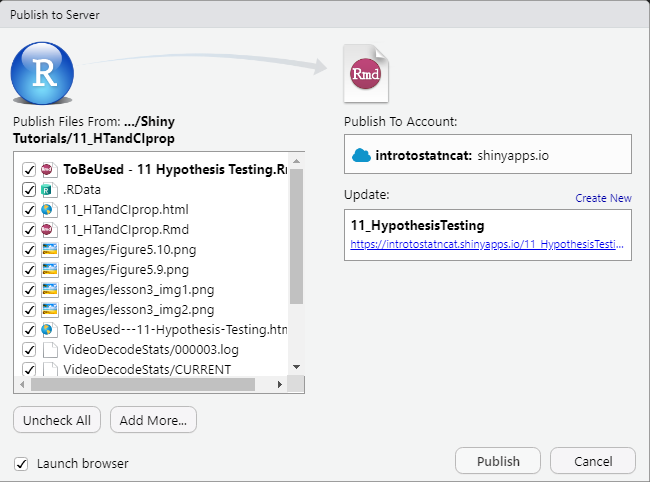 Publish to Server
R
Rmd
Publish Files From: .../Shiny
Tutorials/11_HTandCIprop
ToBeUsed - 11 Hypothesis Testing.R
.RData
11_HTandCIprop.html
11_HTandCIprop.Rmd
images/Figure5.10.png
images/Figure5.9.png
images/lesson3_img1.png
images/lesson3_img2.png
ToBeUsed---11-Hypothesis-Testing.htm
VideoDecodeStats/000003.log
VideoDecodeStats/CURRENT
Uncheck All
Add More...
Launch browser
Publish To Account:
introtostatncat: shinyapps.io
Update:
Create New
11_HypothesisTesting
https://introtostatncat.shinyapps.io/11_HypothesisTesti...
Publish
Cancel